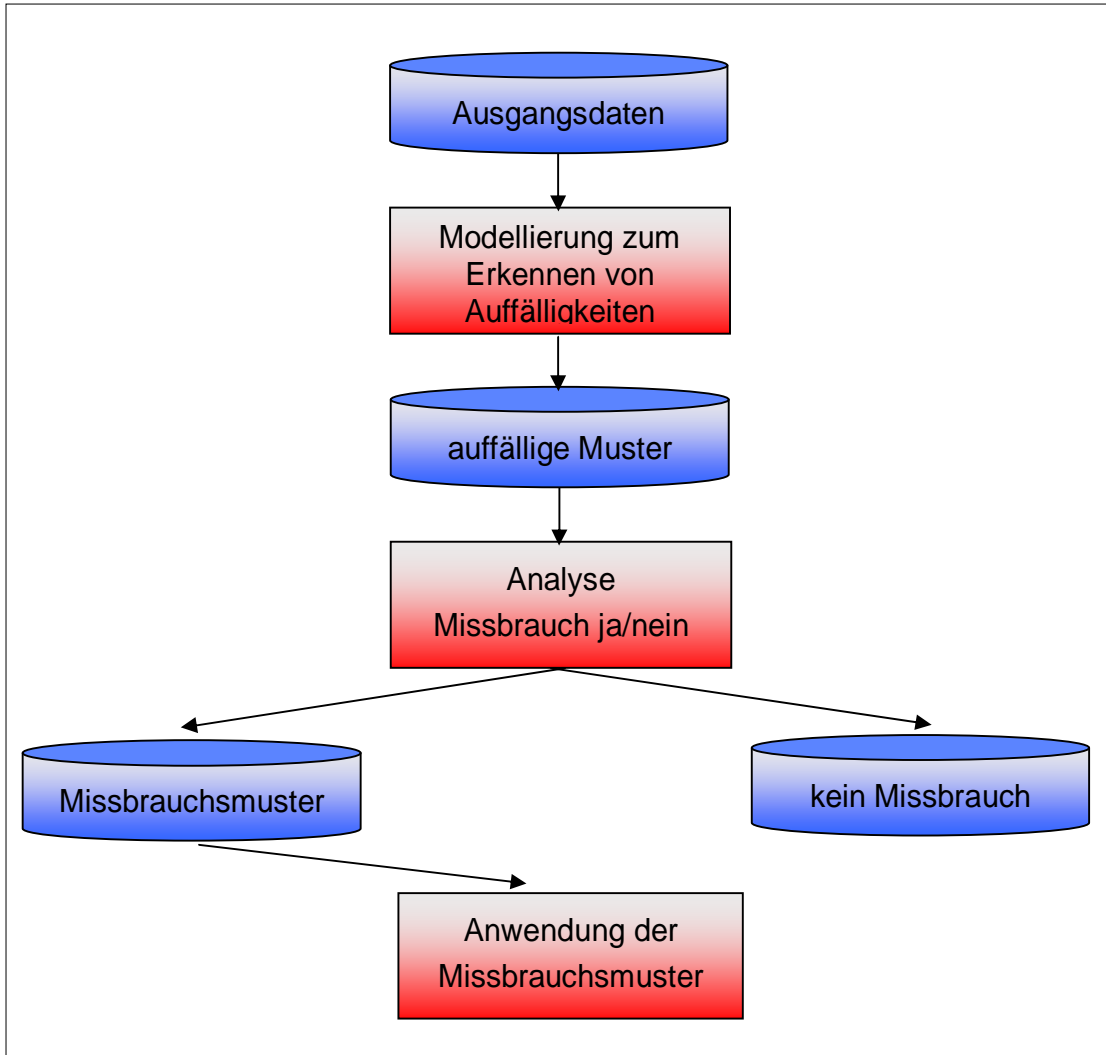 Ausgangsdaten
Modellierung zum
Erkennen von
Auffälligkeiten
auffällige Muster
Analyse
Missbrauch ja/nein
Missbrauchsmuster
kein Missbrauch
Anwendung der
Missbrauchsmuster